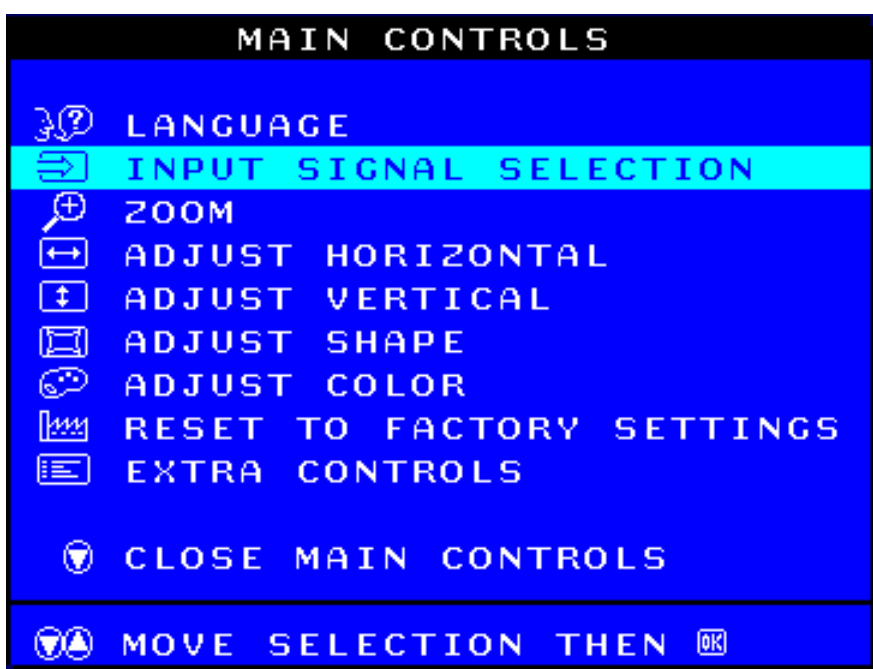 MAIN CONTROLS
LANGUAGE
INPUT SIGNAL SELECTION
ZOOM
ADJUST HORIZONTAL
ADJUST VERTICAL
ADJUST SHAPE
ADJUST COLOR
RESET TO FACTORY SETTINGS
EXTRA CONTROLS
CLOSE MAIN CONTROLS
MOVE SELECTION THEN OK